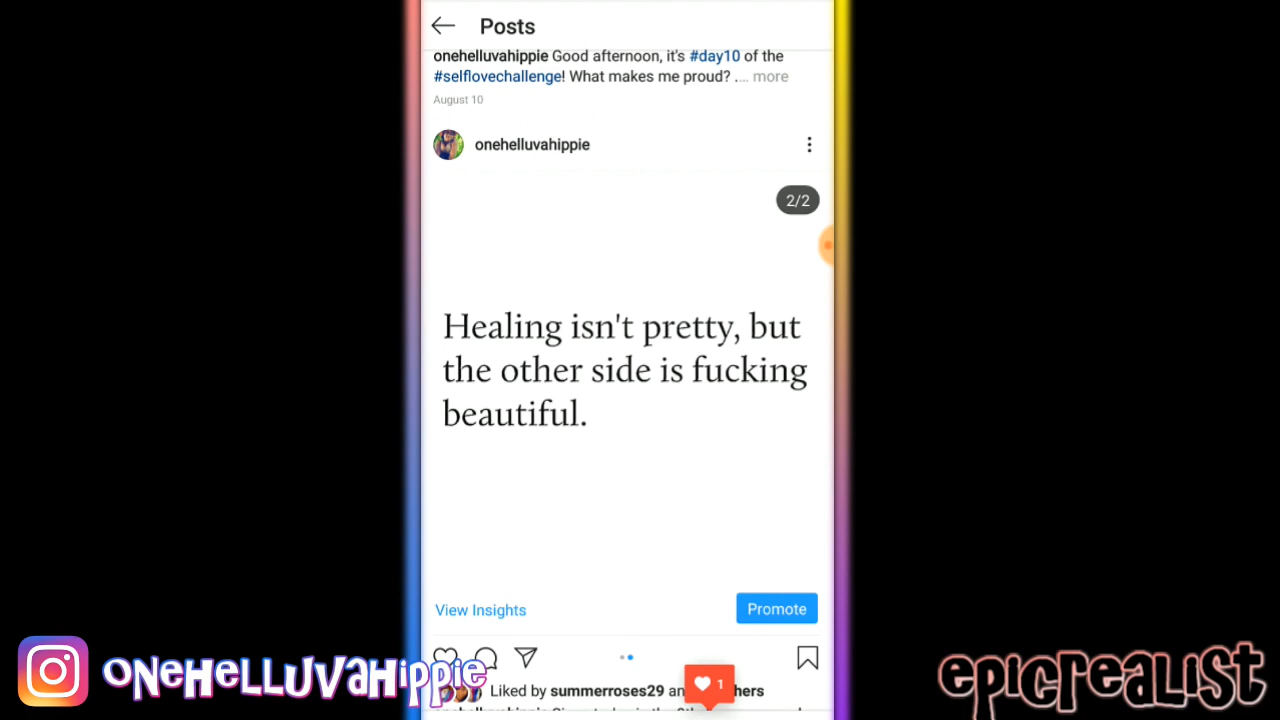 Posts
onehelluvahippie Good afternoon, it's #day10 of the
#selflovechallenge! What makes me proud? .... more
August 10
onehelluvahippie
2/2
Healing isn't pretty, but
the other side is fucking
beautiful.
View Insights
Promote
1
Liked by summerroses29 an hers
ONEHELLUVAHIPPIE
EPICREALIST